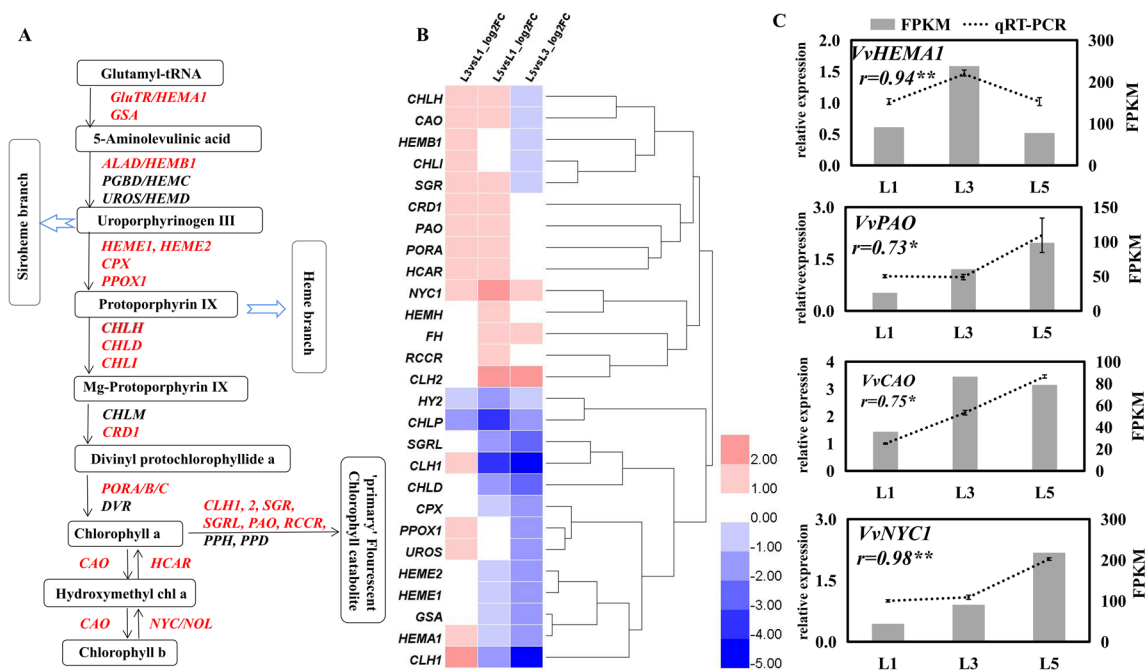 A
Glutamyl-tRNA
GluTR/HEMA1
GSA
5-Aminolevulinic acid
ALAD/HEMB1
PGBD/HEMC
UROS/HEMD
Siroheme branch
Uroporphyrinogen III
HEME1, HEME2
CPX
PPOX1
Protoporphyrin IX
Heme branch
CHLH
CHLD
CHLI
Mg-Protoporphyrin IX
CHLM
CRD1
Divinyl protochlorophyllide a
PORA/B/C
DVR
Chlorophyll a
CLH1, 2, SGR,
SGRL, PAO, RCCR,
PPH, PPD
'primary' Flourescent
Chlorophyll catabolite
CAO
HCAR
Hydroxymethyl chl a
CAO
NYC/NOL
Chlorophyll b
B
L3vsL1_log2FC
L5vsL1_log2FC
L5vsL3_log2FC
CHLH
CAO
HEMB1
CHLI
SGR
CRD1
PAO
PORA
HCAR
NYC1
HEMH
FH
RCCR
CLH2
HY2
CHLP
SGRL
CLH1
CHLD
CPX
PPOX1
UROS
HEME2
HEME1
GSA
HEMA1
CLH1
2.00
1.00
0.00
-1.00
-2.00
-3.00
-4.00
-5.00
C
FPKM
qRT-PCR
VvHEMA1
r=0.94**
relative expression
2.0
1.5
1.0
0.5
0.0
300
200
100
0
FPKM
L1 L3 L5
VvPAO
r=0.73*
relativeexpression
3.0
1.5
0.0
150
100
50
0
FPKM
L1 L3 L5
VvCAO
r=0.75*
relative expression
4
3
2
1
0
100
80
60
40
20
0
FPKM
L1 L3 L5
VvNYC1
r=0.98**
relative expression
3.0
1.5
0.0
300
200
100
0
FPKM
L1 L3 L5